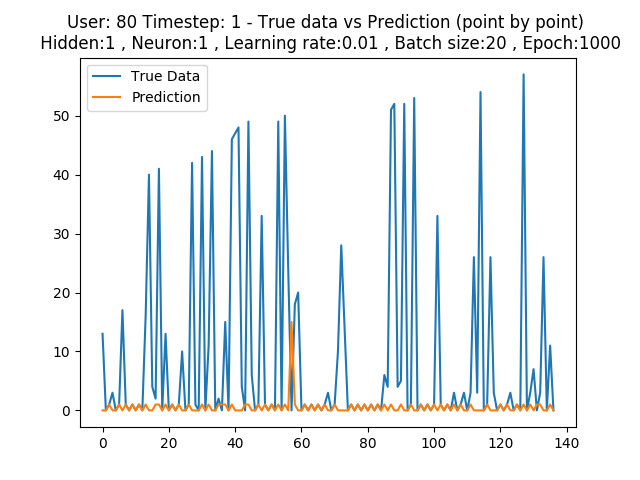 User: 80 Timestep: 1 - True data vs Prediction (point by point)
Hidden:1 , Neuron:1 , Learning rate:0.01 , Batch size:20 , Epoch:1000
True Data
Prediction
50
40
30
20
10
0
0 20 40 60 80 100 120 140